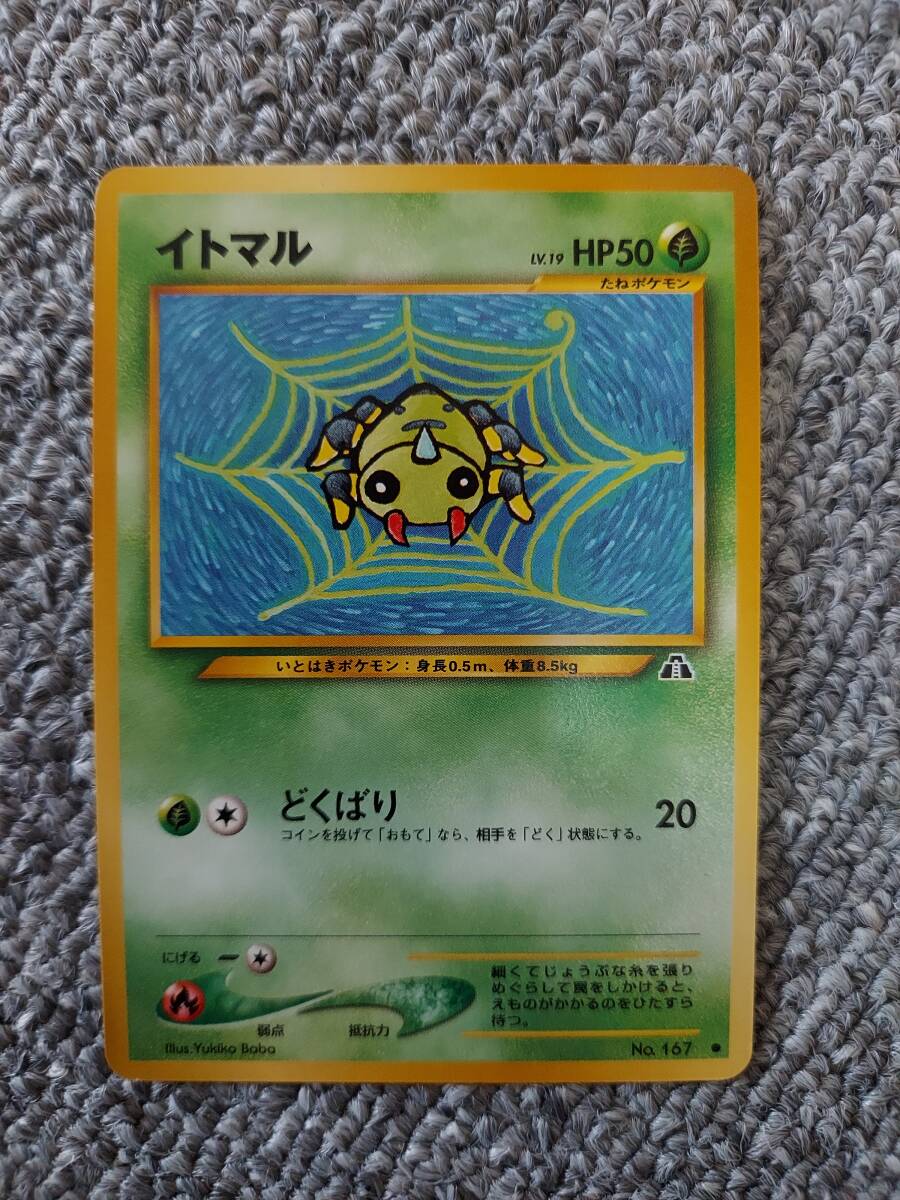 イトマル
LV.19 HP50
たねポケモン
いとはきポケモン：身長0.5m、体重8.5kg
どくばり 20
コインを投げて「おもて」なら、相手を「どく」状態にする。
にげる
細くてじょうぶな糸を張り
めぐらして罠をしかけると、
えものがかかるのをひたすら
待つ。
弱点 抵抗力
Illus.Yukiko Baba
No. 167